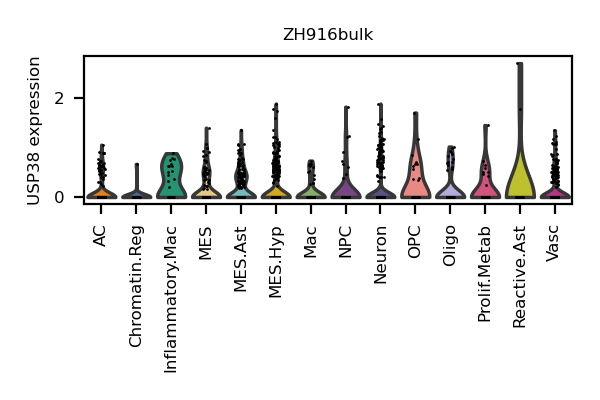 ZH916bulk
USP38 expression
2
0
AC
Chromatin.Reg
Inflammatory.Mac
MES
MES.Ast
MES.Hyp
Mac
NPC
Neuron
OPC
Oligo
Prolif.Metab
Reactive.Ast
Vasc